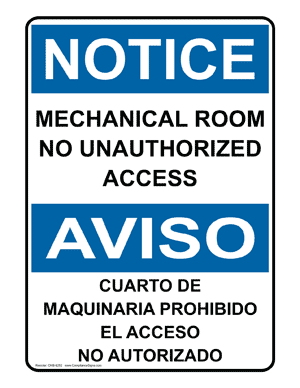 NOTICE
MECHANICAL ROOM
NO UNAUTHORIZED
ACCESS
AVISO
CUARTO DE
MAQUINARIA PROHIBIDO
EL ACCESO
NO AUTORIZADO